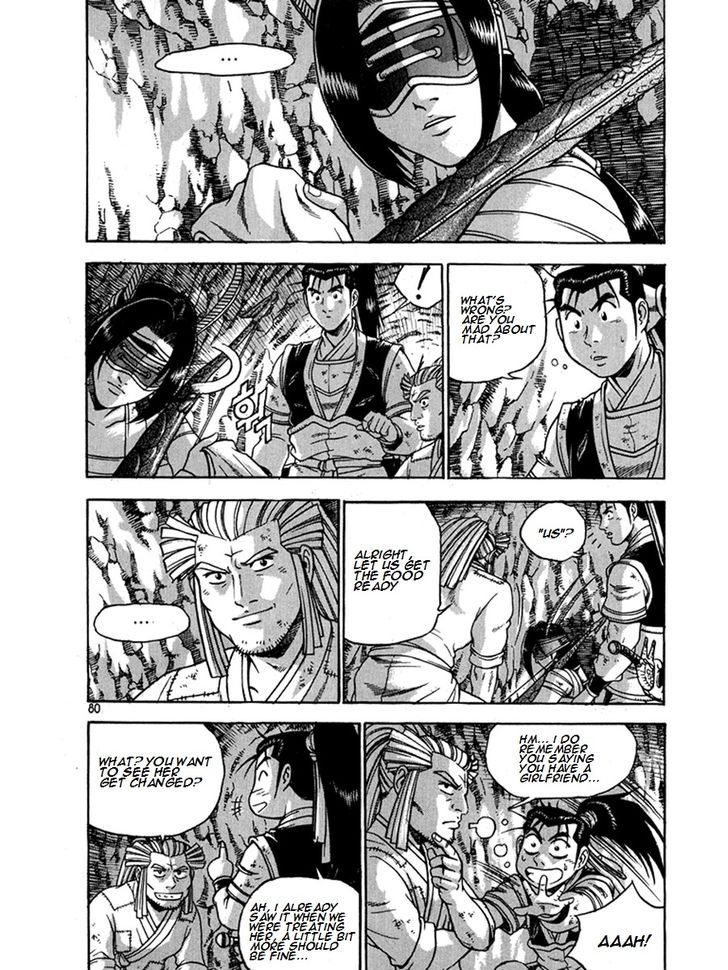 ...
!
휙
WHAT'S
WRONG?
ARE YOU
MAD ABOUT
THAT?
....
ALRIGHT,
LET US GET
THE FOOD
READY
"US"?
80
WHAT? YOU WANT
TO SEE HER
GET CHANGED?
AH, I ALREADY
SAW IT WHEN WE
WERE TREATING
HER, A LITTLE BIT
MORE SHOULD
BE FINE...
HM... I DO
REMEMBER
YOU SAYING
YOU HAVE A
GIRLFRIEND...
AAAH!